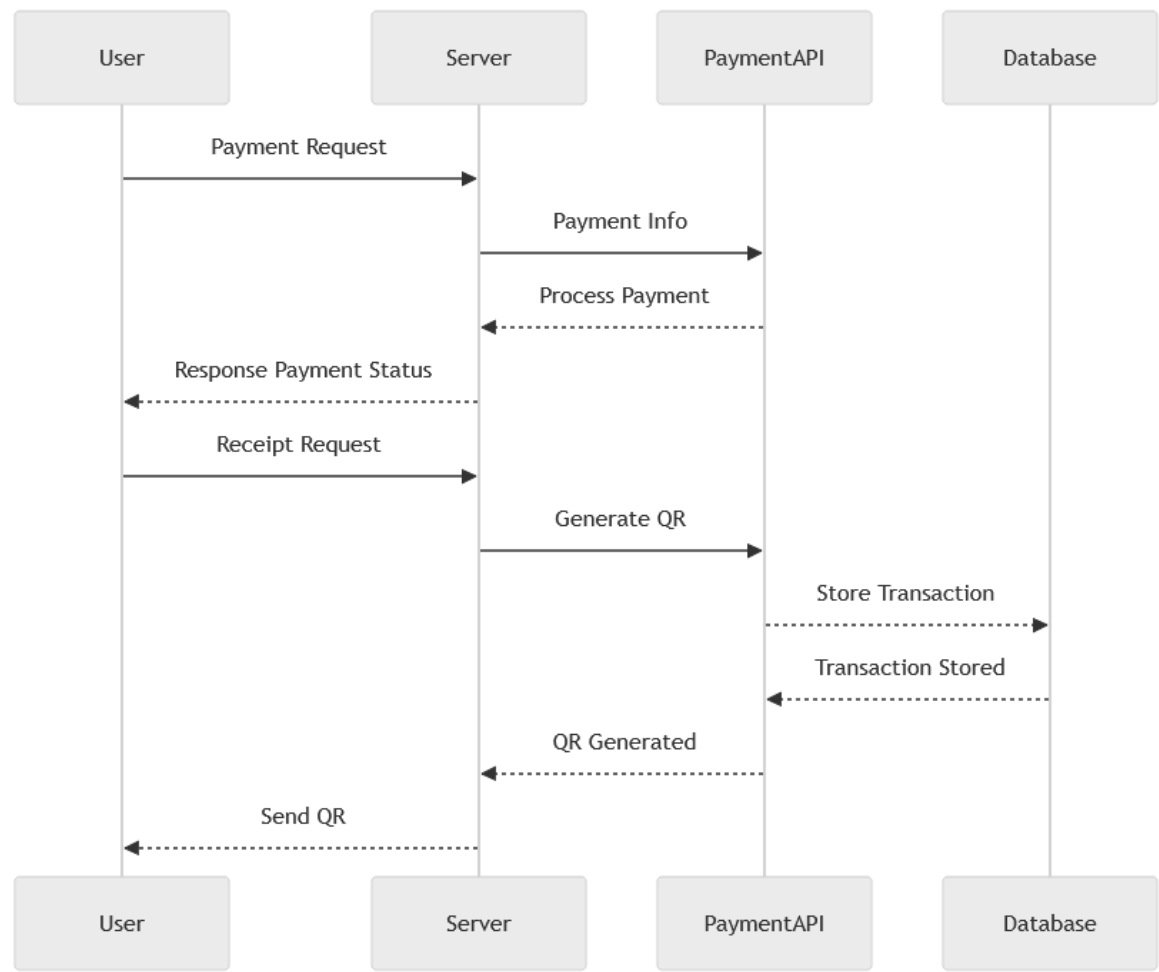 User
Server
PaymentAPI
Database
Payment Request
Payment Info
Process Payment
Response Payment Status
Receipt Request
Generate QR
Store Transaction
Transaction Stored
QR Generated
Send QR
User
Server
PaymentAPI
Database